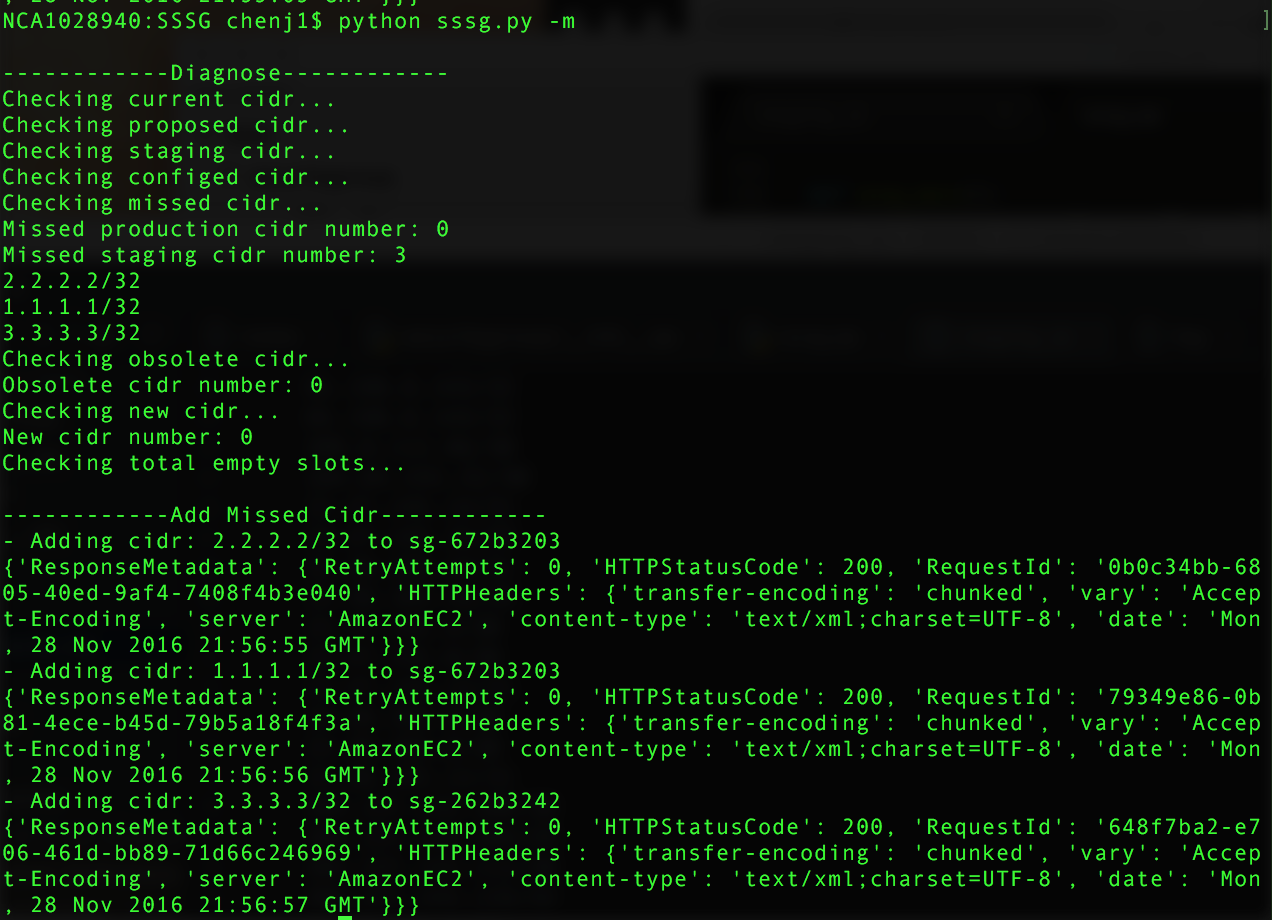 NCA1028940:SSSG chenj1$ python sssg.py -m ]
------------Diagnose------------
Checking current cidr...
Checking proposed cidr...
Checking staging cidr...
Checking configed cidr...
Checking missed cidr...
Missed production cidr number: 0
Missed staging cidr number: 3
2.2.2.2/32
1.1.1.1/32
3.3.3.3/32
Checking obsolete cidr...
Obsolete cidr number: 0
Checking new cidr...
New cidr number: 0
Checking total empty slots...
------------Add Missed Cidr------------
- Adding cidr: 2.2.2.2/32 to sg-672b3203
{'ResponseMetadata': {'RetryAttempts': 0, 'HTTPStatusCode': 200, 'RequestId': '0b0c34bb-68
05-40ed-9af4-7408f4b3e040', 'HTTPHeaders': {'transfer-encoding': 'chunked', 'vary': 'Accep
t-Encoding', 'server': 'AmazonEC2', 'content-type': 'text/xml;charset=UTF-8', 'date': 'Mon
, 28 Nov 2016 21:56:55 GMT'}}}
- Adding cidr: 1.1.1.1/32 to sg-672b3203
{'ResponseMetadata': {'RetryAttempts': 0, 'HTTPStatusCode': 200, 'RequestId': '79349e86-0b
81-4ece-b45d-79b5a18f4f3a', 'HTTPHeaders': {'transfer-encoding': 'chunked', 'vary': 'Accep
t-Encoding', 'server': 'AmazonEC2', 'content-type': 'text/xml;charset=UTF-8', 'date': 'Mon
, 28 Nov 2016 21:56:56 GMT'}}}
- Adding cidr: 3.3.3.3/32 to sg-262b3242
{'ResponseMetadata': {'RetryAttempts': 0, 'HTTPStatusCode': 200, 'RequestId': '648f7ba2-e7
06-461d-bb89-71d66c246969', 'HTTPHeaders': {'transfer-encoding': 'chunked', 'vary': 'Accep
t-Encoding', 'server': 'AmazonEC2', 'content-type': 'text/xml;charset=UTF-8', 'date': 'Mon
, 28 Nov 2016 21:56:57 GMT'}}}